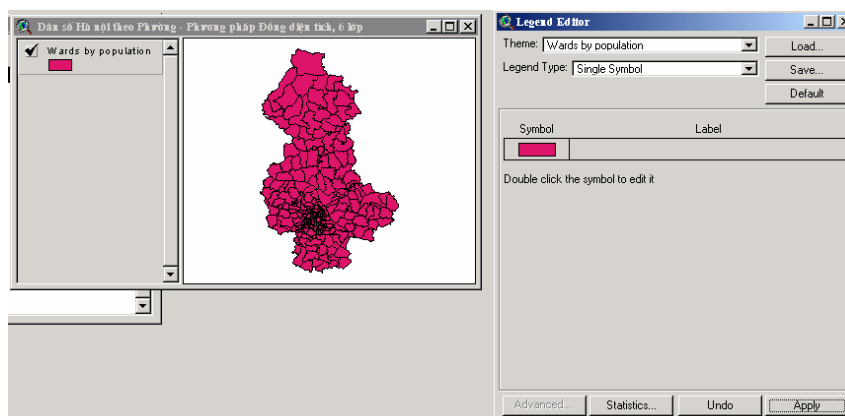 Dân số Hà nội theo Phường - Phương pháp Đồng diện tích, 6 lớp
Wards by population
Legend Editor
Theme: Wards by population
Load...
Legend Type: Single Symbol
Save...
Default
Symbol
Label
Double click the symbol to edit it
Advanced...
Statistics...
Undo
Apply